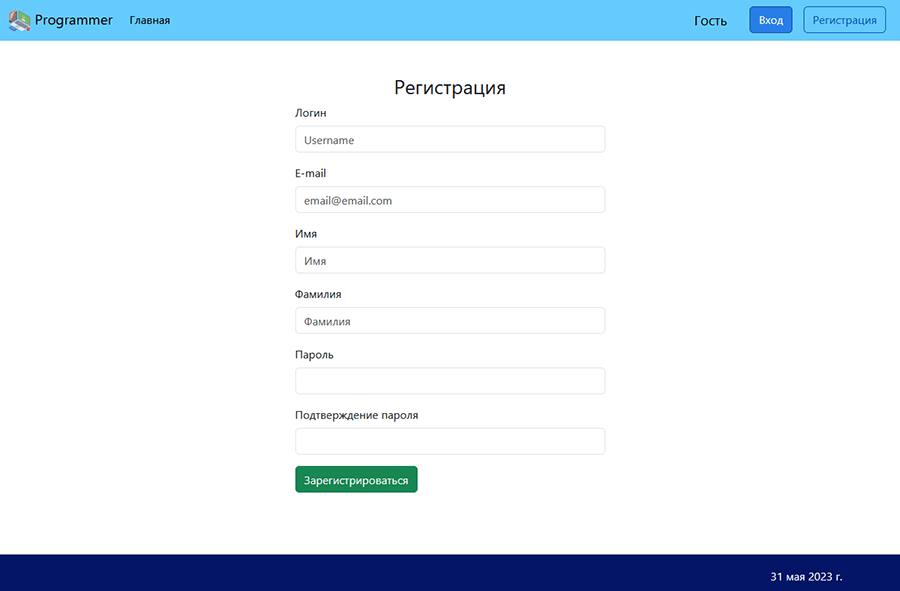 Programmer Главная Гость Вход Регистрация
Регистрация
Логин
Username
E-mail
email@email.com
Имя
Имя
Фамилия
Фамилия
Пароль
Подтверждение пароля
Зарегистрироваться
31 мая 2023 г.